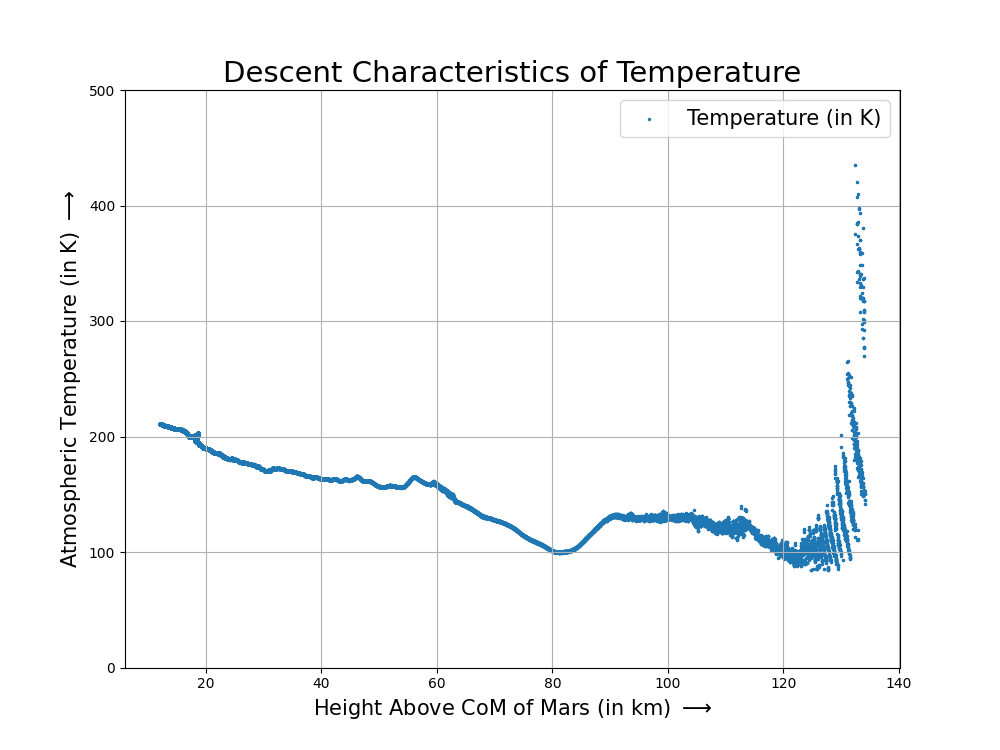 Descent Characteristics of Temperature
Temperature (in K)
500
400
300
200
100
0
Atmospheric Temperature (in K) ⟶
20 40 60 80 100 120 140
Height Above CoM of Mars (in km) ⟶